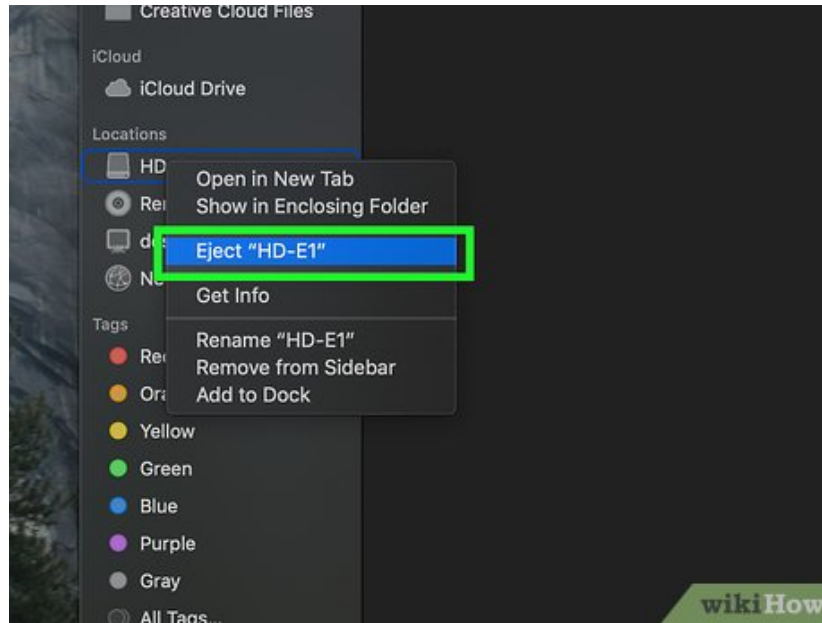 Creative Cloud Files
iCloud
iCloud Drive
Locations
HD
Open in New Tab
Show in Enclosing Folder
Eject “HD-E1”
Get Info
Tags
Rename “HD-E1”
Remove from Sidebar
Add to Dock
Yellow
Green
Blue
Purple
Gray
All Tags...
wikiHow